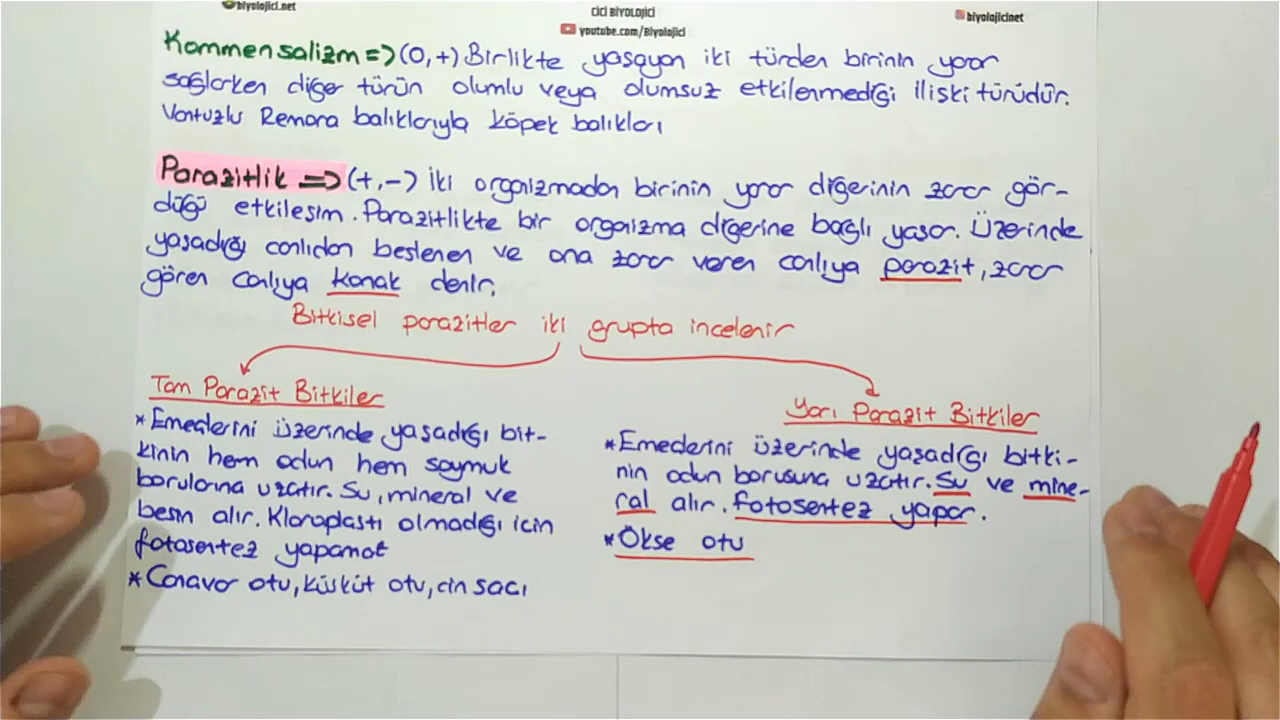 biyolojici.net
CİCİ BİYOLOJİCİ
youtube.com/Biyolojici
biyolojicinet
Kommensalizm => (0,+) Birlikte yaşayan iki türden birinin yarar
sağlarken diğer türün olumlu veya olumsuz etkilenmediği ilişki türüdür.
Vantuzlu Remora balıklarıyla köpek balıkları
Parazitlik => (+,-) İki organizmadan birinin yarar diğerinin zarar gör-
düğü etkileşim. Parazitlikte bir organizma diğerine bağlı yaşar. Üzerinde
yaşadığı canlıdan beslenen ve ona zarar veren canlıya parazit, zarar
gören canlıya konak denir.
Bitkisel parazitler iki grupta incelenir
Tam Parazit Bitkiler
*Emeçlerini üzerinde yaşadığı bit-
kinin hem odun hem soymuk
borularına uzatır. Su, mineral ve
besin alır. Kloroplastı olmadığı için
fotosentez yapamat
*Canavar otu, küsküt otu, cin saçı
Yarı Parazit Bitkiler
*Emeçlerini üzerinde yaşadığı bitki-
nin odun borusuna uzatır. Su ve mine-
ral alır. fotosentez yapar.
*Ökse otu